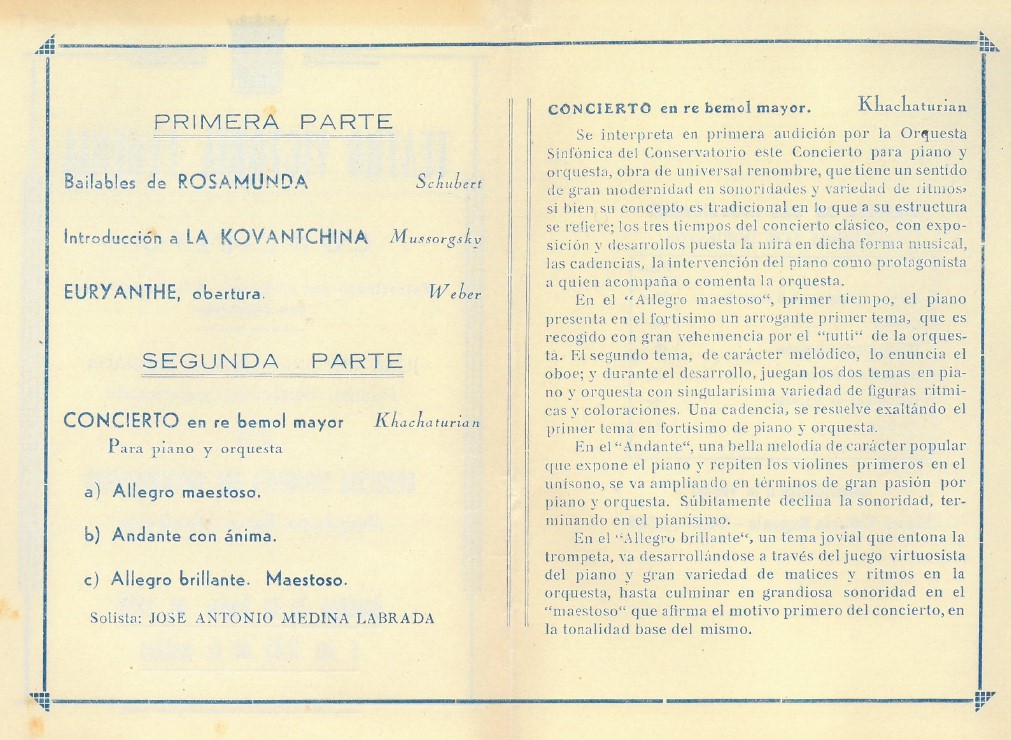 PRIMERA PARTE
Bailables de ROSAMUNDA Schubert
Introducción a LA KOVANTCHINA Mussorgsky
EURYANTHE, obertura. Weber
SEGUNDA PARTE
CONCIERTO en re bemol mayor Khachaturian
Para piano y orquesta
a) Allegro maestoso.
b) Andante con ánima.
c) Allegro brillante. Maestoso.
Solista: JOSE ANTONIO MEDINA LABRADA
CONCIERTO en re bemol mayor. Khachaturian
Se interpreta en primera audición por la Orquesta
Sinfónica del Conservatorio este Concierto para piano y
orquesta, obra de universal renombre, que tiene un sentido
de gran modernidad en sonoridades y variedad de ritmos,
si bien su concepto es tradicional en lo que a su estructura
se refiere; los tres tiempos del concierto clásico, con expo-
sición y desarrollos puesta la mira en dicha forma musical,
las cadencias, la intervención del piano como protagonista
a quien acompaña o comenta la orquesta.
En el "Allegro maestoso", primer tiempo, el piano
presenta en el fortísimo un arrogante primer tema, que es
recogido con gran vehemencia por el "tutti" de la orques-
ta. El segundo tema, de carácter melódico, lo enuncia el
oboe; y durante el desarrollo, juegan los dos temas en pia-
no y orquesta con singularísima variedad de figuras rítmi-
cas y coloraciones. Una cadencia, se resuelve exaltándo el
primer tema en fortísimo de piano y orquesta.
En el "Andante", una bella melodía de carácter popular
que expone el piano y repiten los violines primeros en el
unísono, se va ampliando en términos de gran pasión por
piano y orquesta. Súbitamente declina la sonoridad, ter-
minando en el pianísimo.
En el "Allegro brillante", un tema jovial que entona la
trompeta, va desarrollándose a través del juego virtuosista
del piano y gran variedad de matices y ritmos en la
orquesta, hasta culminar en grandiosa sonoridad en el
"maestoso" que afirma el motivo primero del concierto, en
la tonalidad base del mismo.